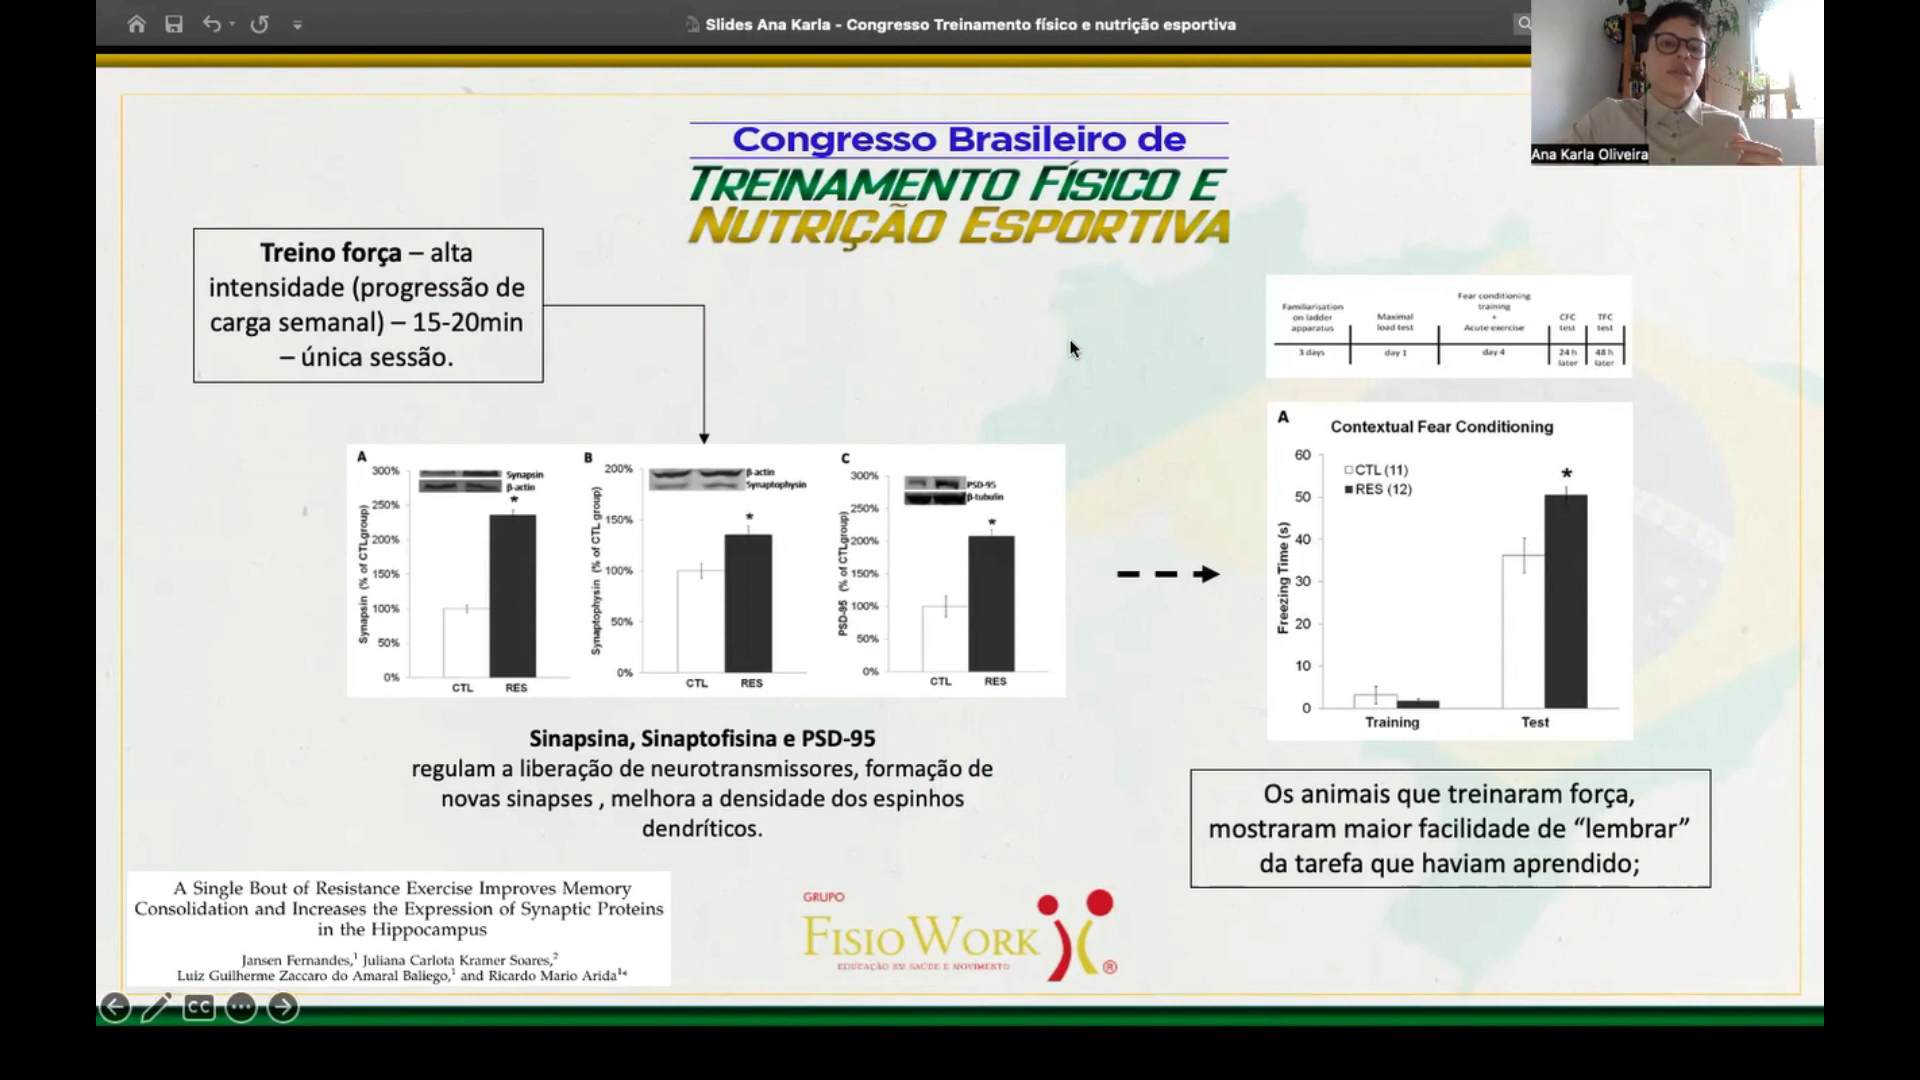 Slides Ana Karla - Congresso Treinamento físico e nutrição esportiva
Ana Karla Oliveira
Congresso Brasileiro de
TREINAMENTO FÍSICO E
NUTRIÇÃO ESPORTIVA
Treino força – alta
intensidade (progressão de
carga semanal) – 15-20min
– única sessão.
Familiarisation
on ladder
apparatus
3 days
Maximal
load test
day 1
Fear conditioning
training
+
Acute exercise
day 4
CFC
test
24 h
later
TFC
test
48 h
later
A
Synapsin
β-actin
*
Synapsin (% of CTLgroup)
300%
250%
200%
150%
100%
50%
0%
CTL
RES
B
β-actin
Synaptophysin
*
Synaptophysin (% of CTL group)
200%
150%
100%
50%
0%
CTL
RES
C
PSD-95
β-tubulin
*
PSD-95 (% of CTLgroup)
300%
250%
200%
150%
100%
50%
0%
CTL
RES
A
Contextual Fear Conditioning
CTL (11)
RES (12)
*
Freezing Time (s)
60
50
40
30
20
10
0
Training
Test
Sinapsina, Sinaptofisina e PSD-95
regulam a liberação de neurotransmissores, formação de
novas sinapses , melhora a densidade dos espinhos
dendríticos.
Os animais que treinaram força,
mostraram maior facilidade de “lembrar”
da tarefa que haviam aprendido;
A Single Bout of Resistance Exercise Improves Memory
Consolidation and Increases the Expression of Synaptic Proteins
in the Hippocampus
Jansen Fernandes,¹ Juliana Carlota Kramer Soares,²
Luiz Guilherme Zaccaro do Amaral Baliego,¹ and Ricardo Mario Arida¹*
GRUPO
FISIOWORK
EDUCAÇÃO EM SAÚDE E MOVIMENTO
®
CC